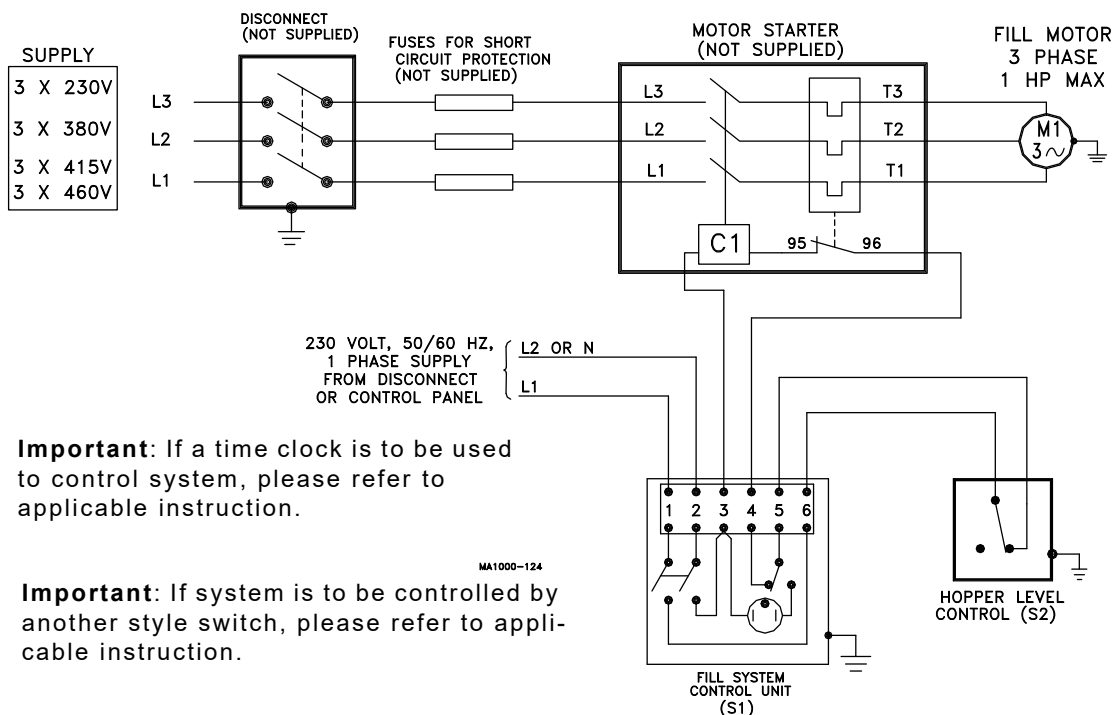 DISCONNECT
(NOT SUPPLIED)
FUSES FOR SHORT
CIRCUIT PROTECTION
(NOT SUPPLIED)
MOTOR STARTER
(NOT SUPPLIED)
FILL MOTOR
3 PHASE
1 HP MAX
SUPPLY
3 X 230V
3 X 380V
3 X 415V
3 X 460V
L3
L2
L1
L3
L2
L1
T3
T2
T1
M1
3~
C1
95
96
230 VOLT, 50/60 HZ,
1 PHASE SUPPLY
FROM DISCONNECT
OR CONTROL PANEL
L2 OR N
L1
Important: If a time clock is to be used
to control system, please refer to
applicable instruction.
MA1000-124
Important: If system is to be controlled by
another style switch, please refer to appli-
cable instruction.
1 2 3 4 5 6
HOPPER LEVEL
CONTROL (S2)
FILL SYSTEM
CONTROL UNIT
(S1)